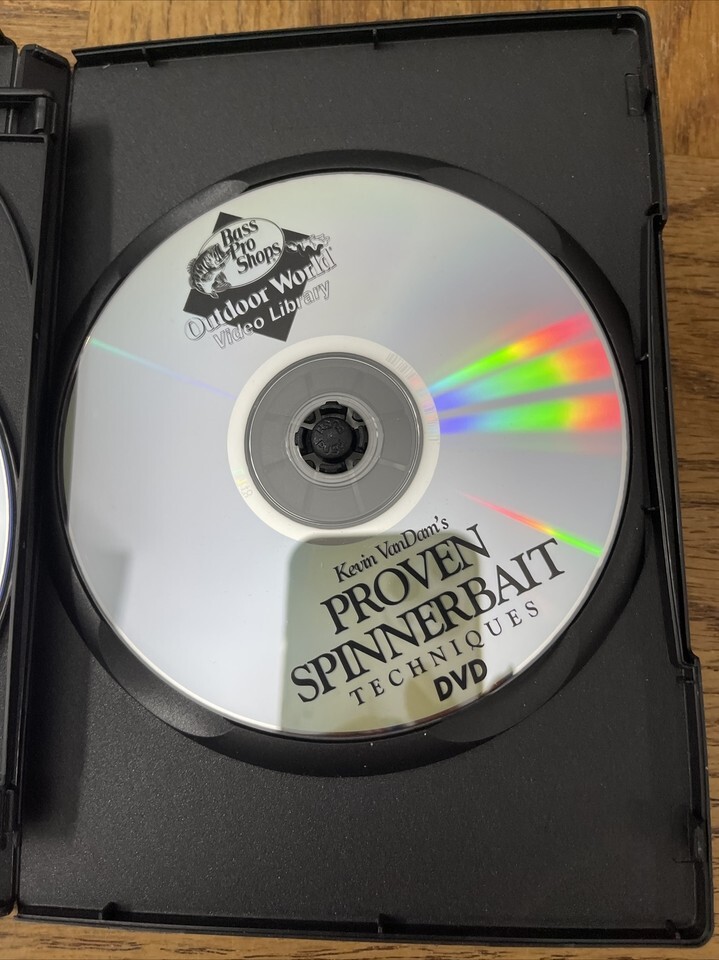 Bass
Pro
Shops
Outdoor World
Video Library
Kevin VanDam's
PROVEN
SPINNERBAIT
TECHNIQUES
DVD